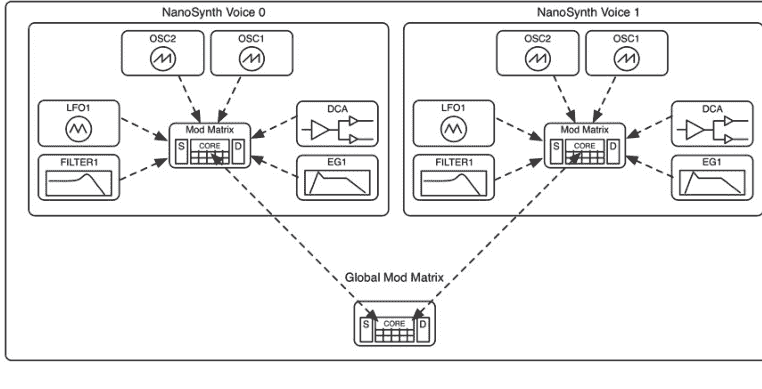 NanoSynth Voice 0
NanoSynth Voice 1
OSC2
OSC1
LFO1
DCA
Mod Matrix
S
CORE
D
FILTER1
EG1
OSC2
OSC1
LFO1
DCA
Mod Matrix
S
CORE
D
FILTER1
EG1
Global Mod Matrix
S
CORE
D